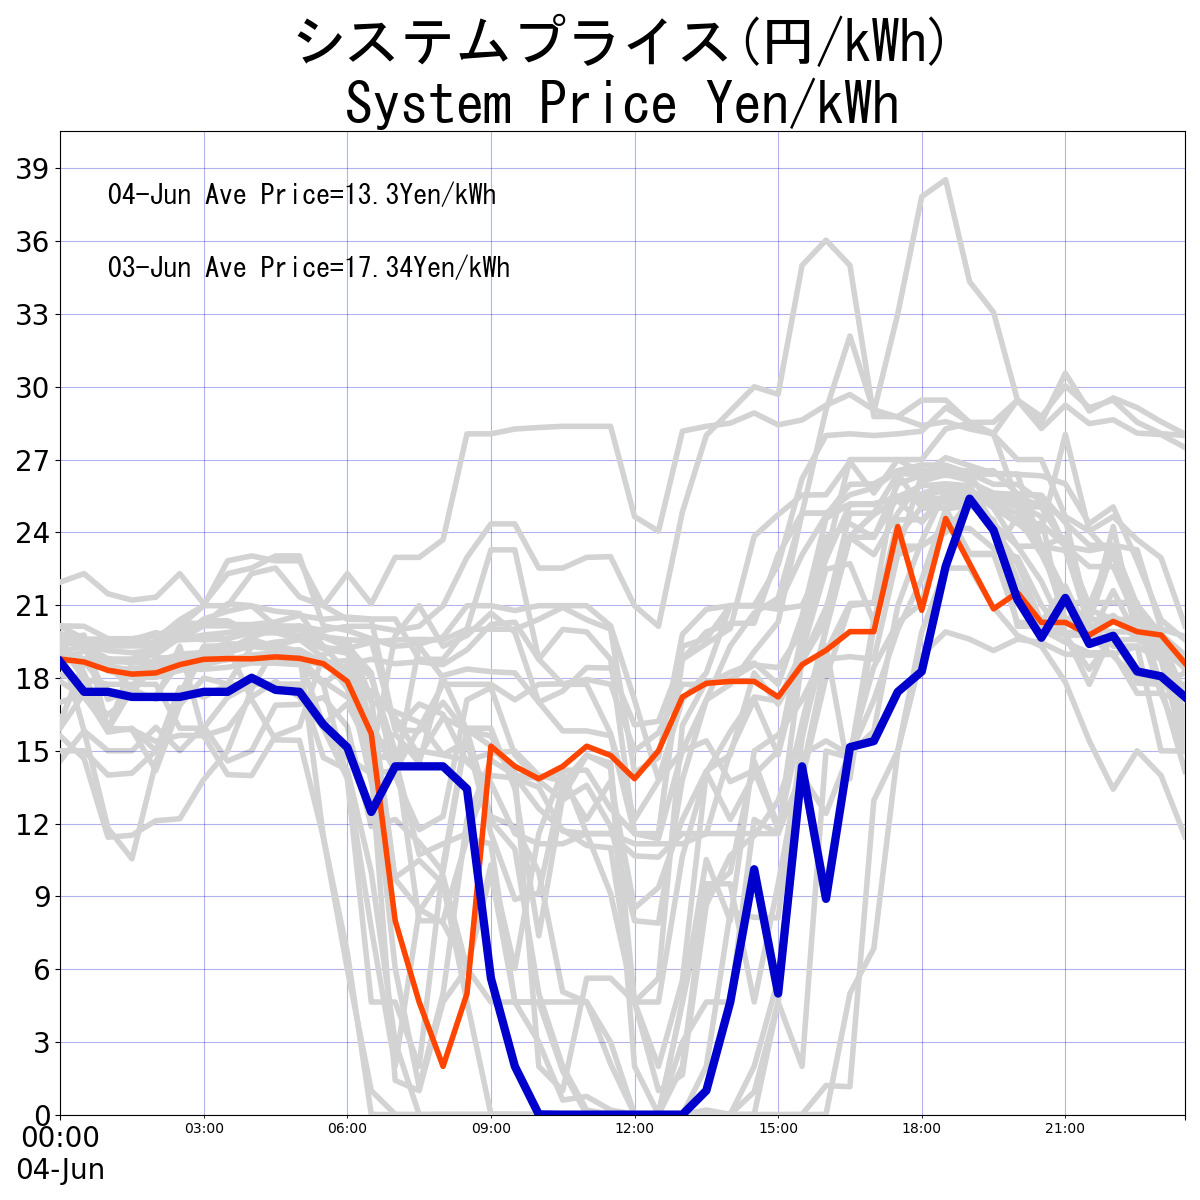 システムプライス(円/kWh)
System Price Yen/kWh
39
04-Jun Ave Price=13.3Yen/kWh
36
03-Jun Ave Price=17.34Yen/kWh
33
30
27
24
21
18
15
12
9
6
3
0
00:00 03:00 06:00 09:00 12:00 15:00 18:00 21:00
04-Jun